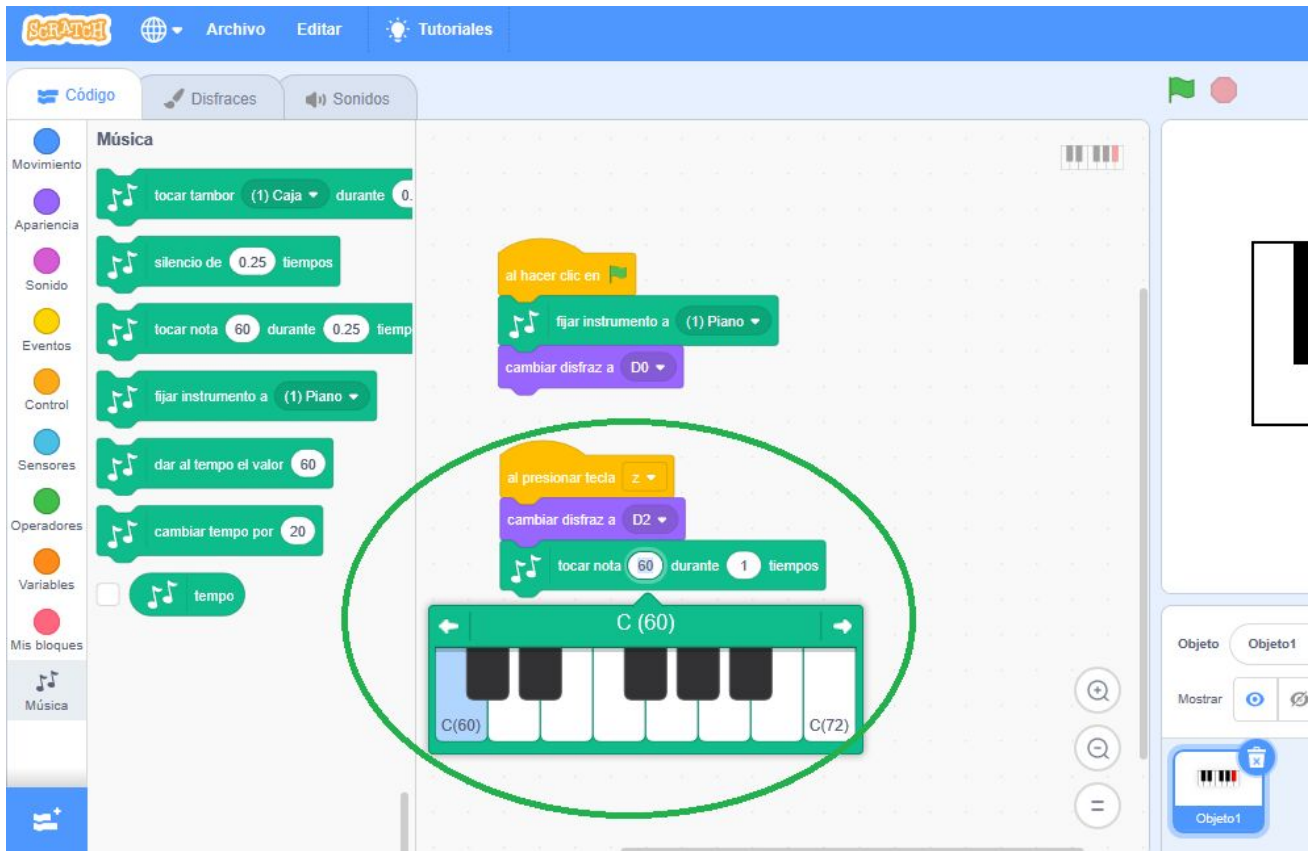 SCRATCH
Archivo
Editar
Tutoriales
Código
Disfraces
Sonidos
Movimiento
Apariencia
Sonido
Eventos
Control
Sensores
Operadores
Variables
Mis bloques
Música
Música
tocar tambor (1) Caja durante 0.
silencio de 0.25 tiempos
tocar nota 60 durante 0.25 tiemp
fijar instrumento a (1) Piano
dar al tempo el valor 60
cambiar tempo por 20
tempo
al hacer clic en
fijar instrumento a (1) Piano
cambiar disfraz a D0
al presionar tecla z
cambiar disfraz a D2
tocar nota 60 durante 1 tiempos
C (60)
C(60)
C(72)
Objeto Objeto1
Mostrar
Objeto1